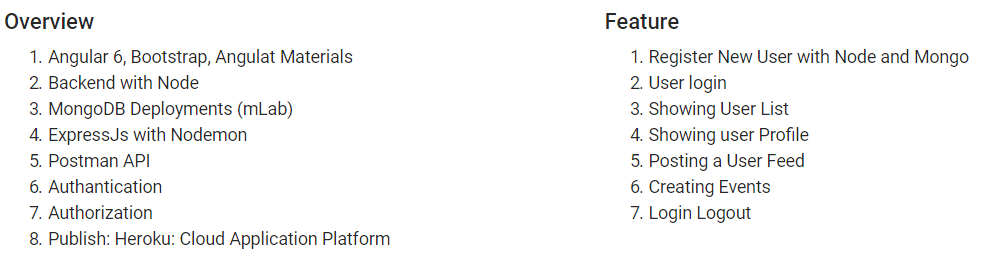 Overview
1. Angular 6, Bootstrap, Angulat Materials
2. Backend with Node
3. MongoDB Deployments (mLab)
4. ExpressJs with Nodemon
5. Postman API
6. Authantication
7. Authorization
8. Publish: Heroku: Cloud Application Platform
Feature
1. Register New User with Node and Mongo
2. User login
3. Showing User List
4. Showing user Profile
5. Posting a User Feed
6. Creating Events
7. Login Logout